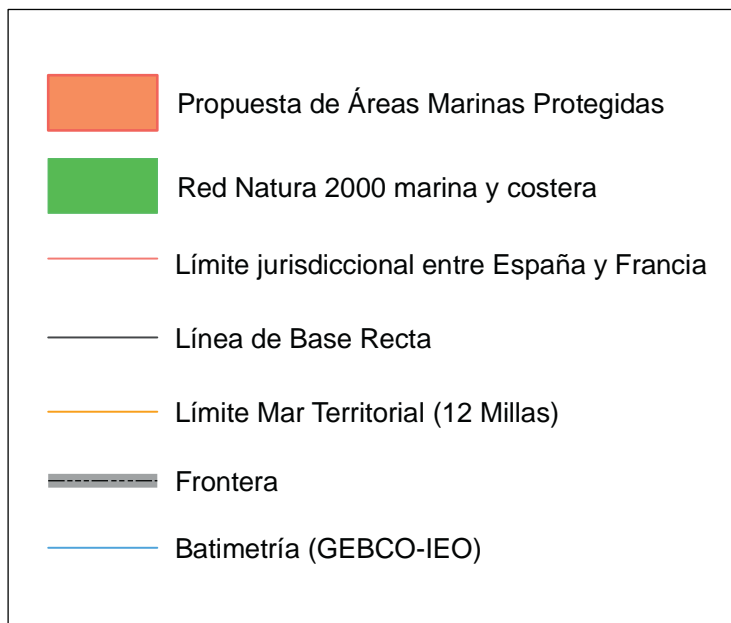 Propuesta de Áreas Marinas Protegidas
Red Natura 2000 marina y costera
Límite jurisdiccional entre España y Francia
Línea de Base Recta
Límite Mar Territorial (12 Millas)
Frontera
Batimetría (GEBCO-IEO)